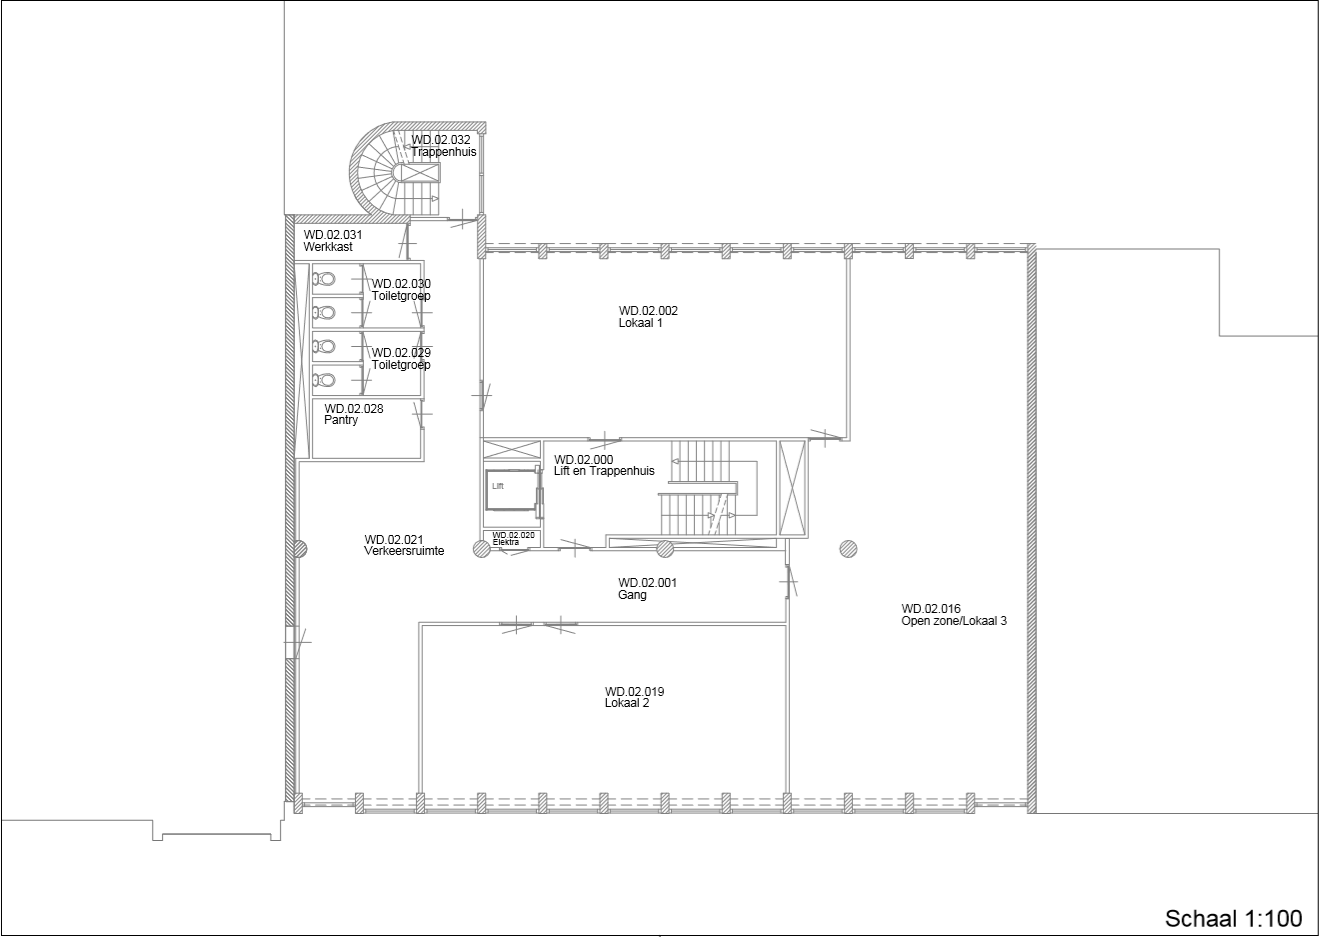 WD.02.032
Trappenhuis
WD.02.031
Werkkast
WD.02.030
Toiletgroep
WD.02.002
Lokaal 1
WD.02.029
Toiletgroep
WD.02.028
Pantry
WD.02.000
Lift en Trappenhuis
Lift
WD.02.020
Elektra
WD.02.021
Verkeersruimte
WD.02.001
Gang
WD.02.016
Open zone/Lokaal 3
WD.02.019
Lokaal 2
Schaal 1:100